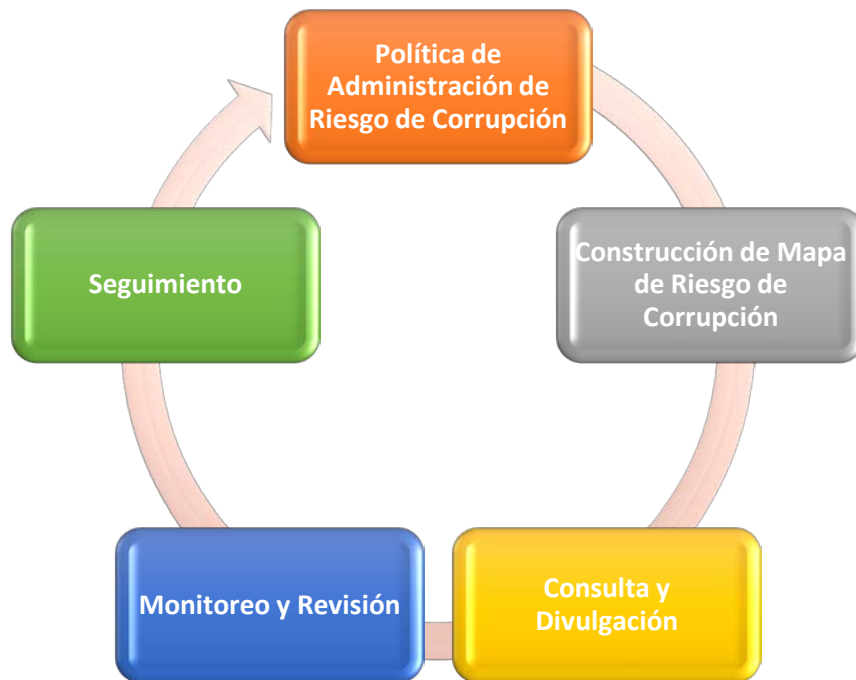 Política de
Administración de
Riesgo de Corrupción
Construcción de Mapa
de Riesgo de
Corrupción
Consulta y
Divulgación
Monitoreo y Revisión
Seguimiento